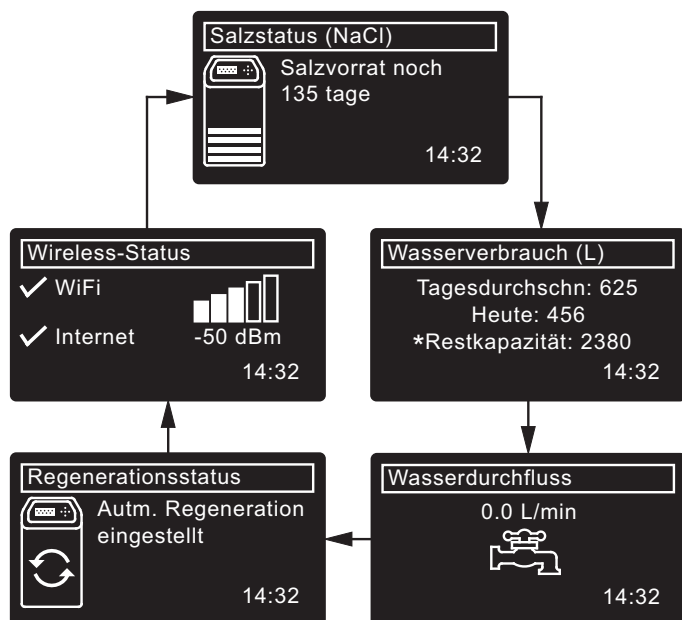 Salzstatus (NaCl)
Salzvorrat noch
135 tage
14:32
Wireless-Status
WiFi
Internet
-50 dBm
14:32
Wasserverbrauch (L)
Tagesdurchschn: 625
Heute: 456
*Restkapazität: 2380
14:32
Regenerationsstatus
Autm. Regeneration
eingestellt
14:32
Wasserdurchfluss
0.0 L/min
14:32